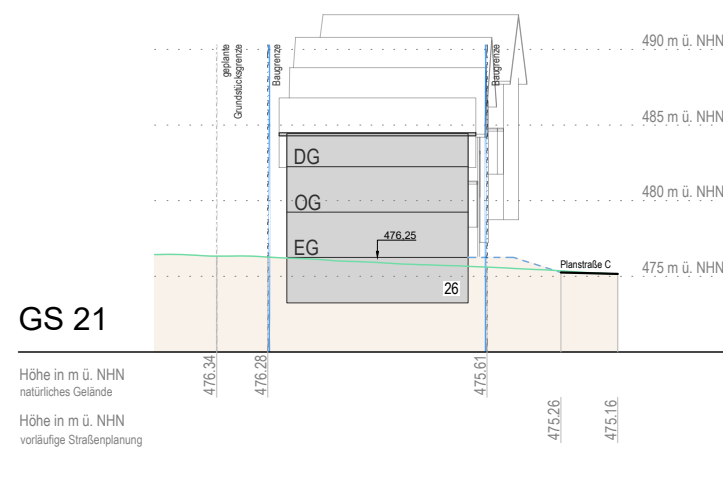 490 m ü. NHN
geplante
Grundstücksgrenze
Baugrenze
Baugrenze
485 m ü. NHN
DG
480 m ü. NHN
OG
476.25
EG
Planstraße C
475 m ü. NHN
26
GS 21
Höhe in m ü. NHN
natürliches Gelände
476.34
476.28
475.61
Höhe in m ü. NHN
vorläufige Straßenplanung
475.26
475.16